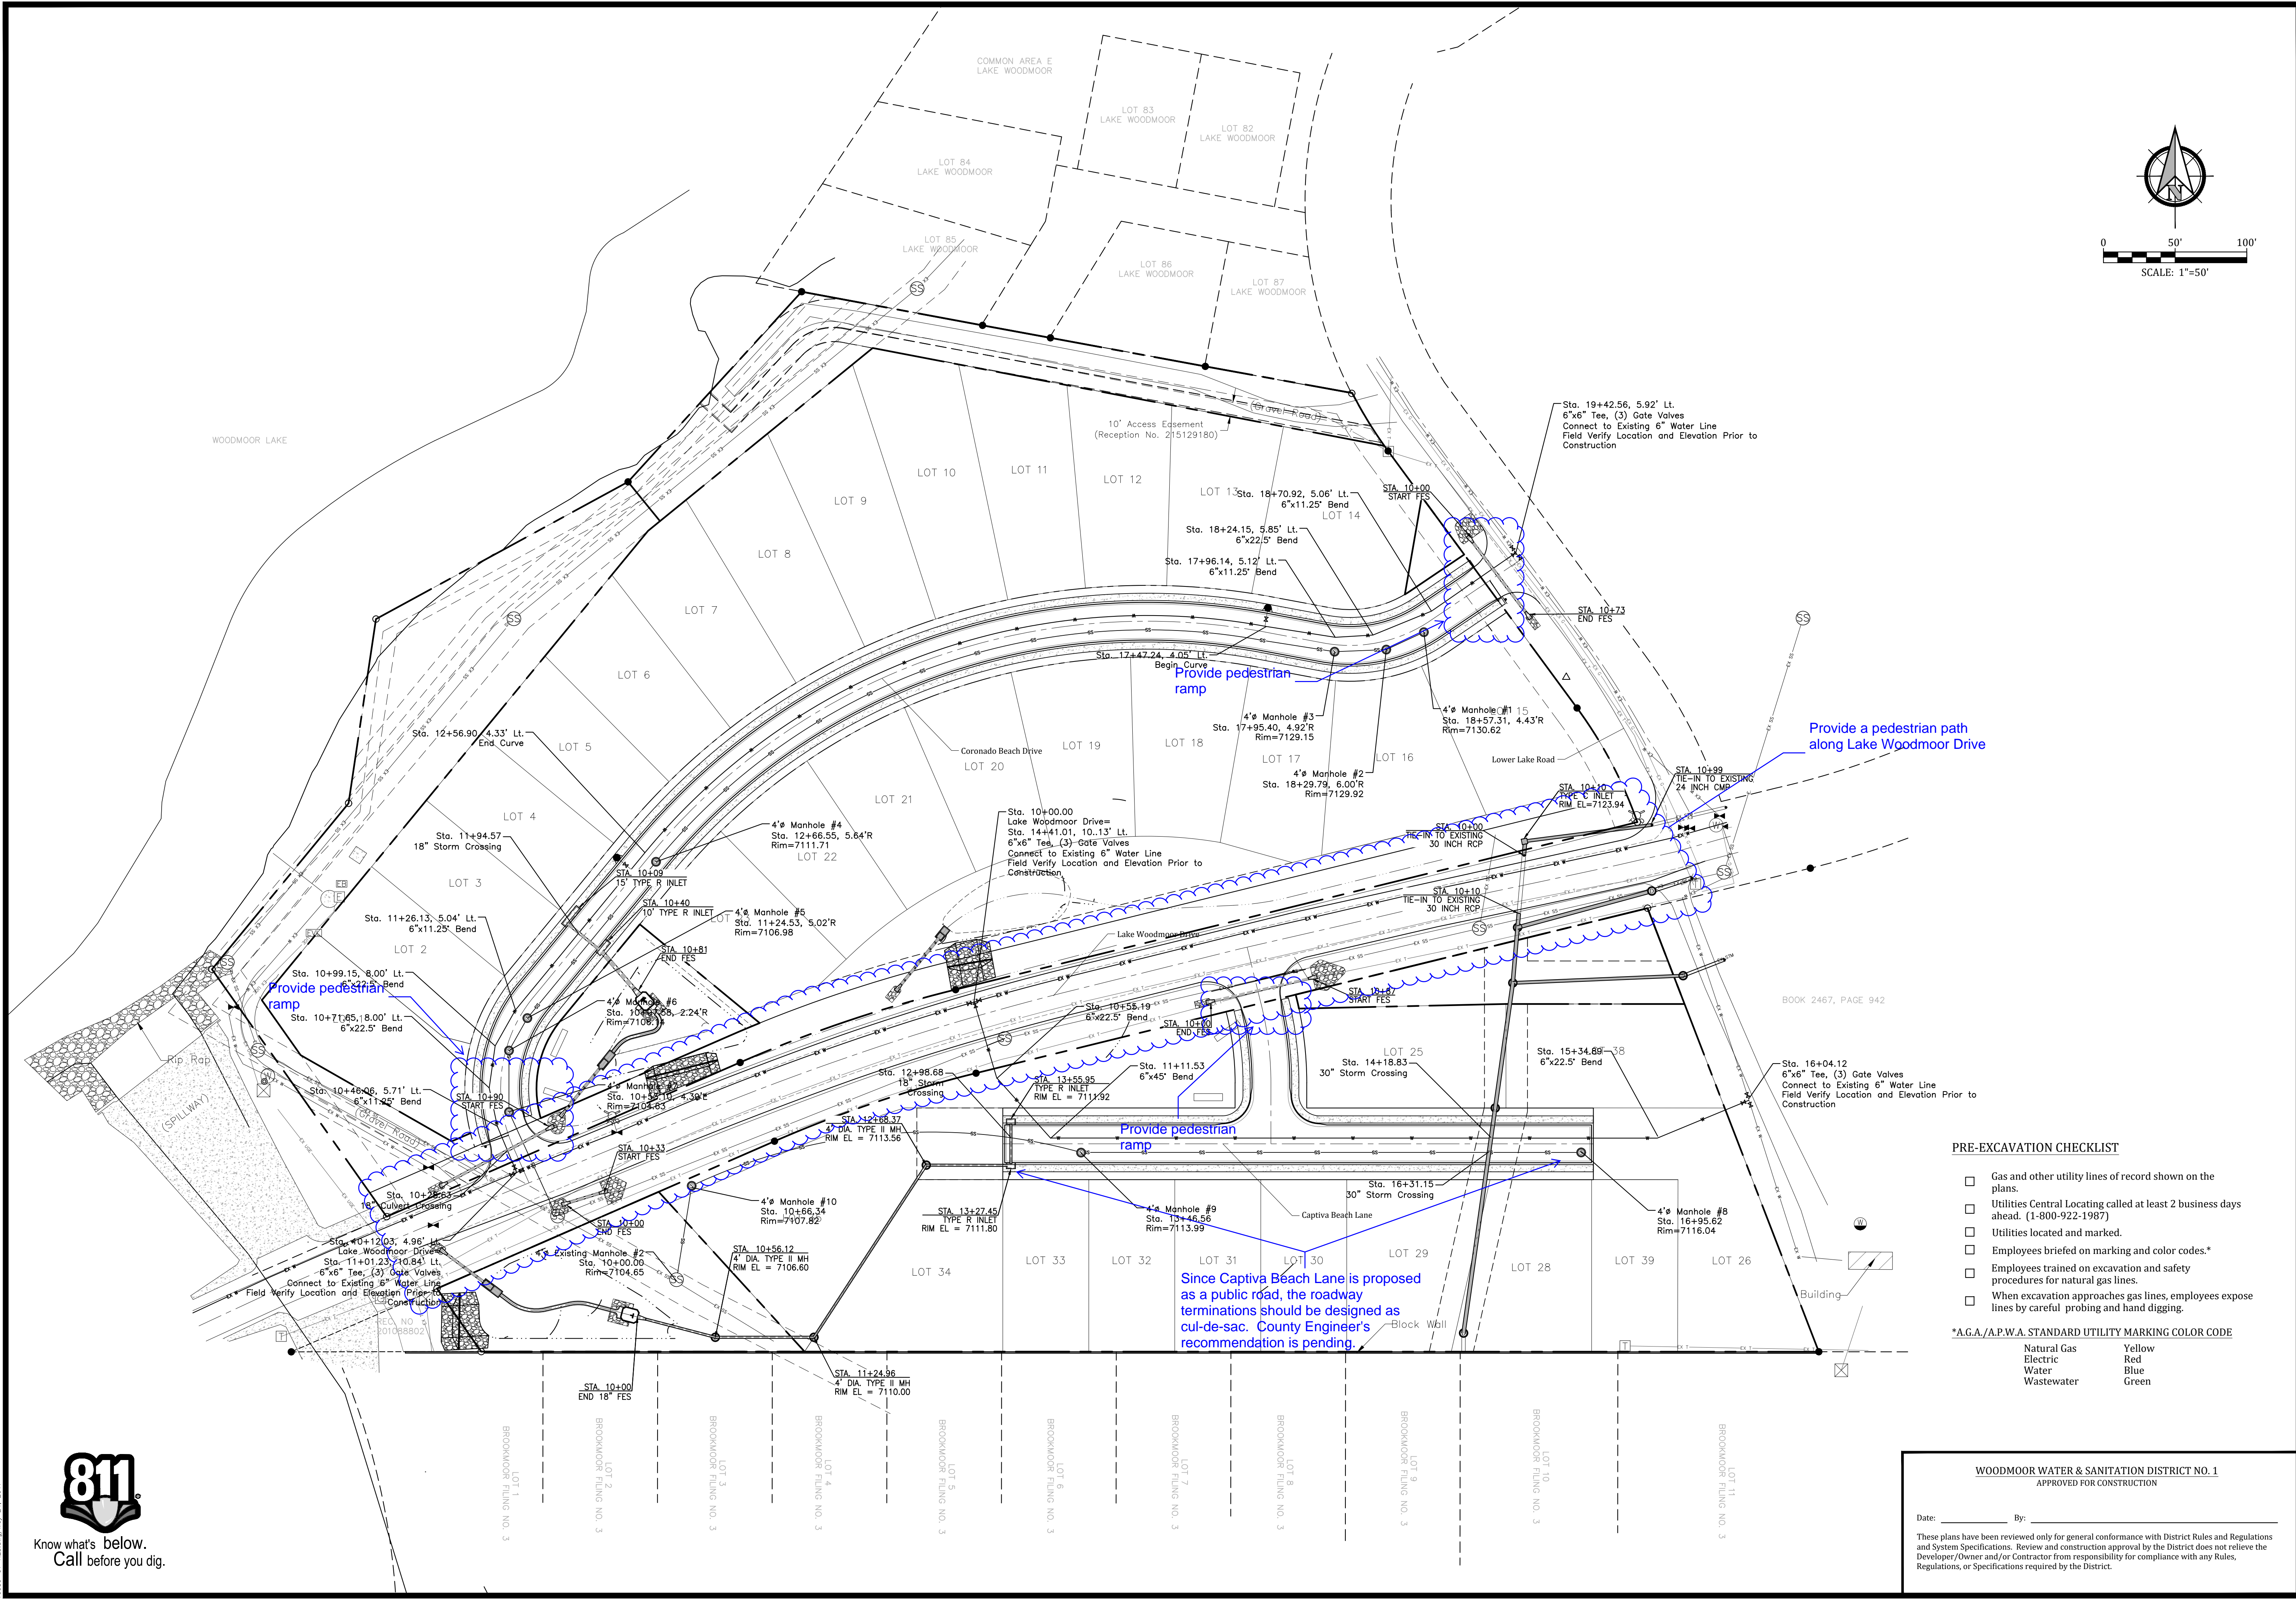 COMMON AREA E
LAKE WOODMOOR
LOT 83
LAKE WOODMOOR
LOT 82
LAKE WOODMOOR
LOT 84
LAKE WOODMOOR
LOT 85
LAKE WOODMOOR
LOT 86
LAKE WOODMOOR
LOT 87
LAKE WOODMOOR
N
0 50' 100'
SCALE: 1"=50'
WOODMOOR LAKE
(Gravel Road)
10' Access Easement
(Reception No. 215129180)
Sta. 19+42.56, 5.92' Lt.
6"x6" Tee, (3) Gate Valves
Connect to Existing 6" Water Line
Field Verify Location and Elevation Prior to
Construction
LOT 10
LOT 11
LOT 12
LOT 13
LOT 14
LOT 9
LOT 8
LOT 7
LOT 6
LOT 5
LOT 4
LOT 3
LOT 2
Sta. 18+70.92, 5.06' Lt.
6"x11.25° Bend
STA. 10+00
START FES
Sta. 18+24.15, 5.85' Lt.
6"x22.5° Bend
Sta. 17+96.14, 5.12' Lt.
6"x11.25° Bend
STA. 10+73
END FES
Sta. 17+47.24, 4.05' Lt.
Begin Curve
Provide pedestrian
ramp
4'ø Manhole #3
Sta. 17+95.40, 4.92'R
Rim=7129.15
4'ø Manhole #1
Sta. 18+57.31, 4.43'R
Rim=7130.62
LOT 15
4'ø Manhole #2
Sta. 18+29.79, 6.00'R
Rim=7129.92
LOT 16
LOT 17
LOT 18
LOT 19
LOT 20
LOT 21
LOT 22
Coronado Beach Drive
Lower Lake Road
Provide a pedestrian path
along Lake Woodmoor Drive
Sta. 12+56.90, 4.33' Lt.
End Curve
STA. 10+99
TIE-IN TO EXISTING
24 INCH CMP
STA. 10+10
TYPE C INLET
RIM EL=7123.94
STA. 10+00
TIE-IN TO EXISTING
30 INCH RCP
STA. 10+10
TIE-IN TO EXISTING
30 INCH RCP
Sta. 10+00.00
Lake Woodmoor Drive=
Sta. 14+41.01, 10..13' Lt.
6"x6" Tee, (3) Gate Valves
Connect to Existing 6" Water Line
Field Verify Location and Elevation Prior to
Construction
4'ø Manhole #4
Sta. 12+66.55, 5.64'R
Rim=7111.71
Sta. 11+94.57
18" Storm Crossing
STA. 10+09
15' TYPE R INLET
STA. 10+40
10' TYPE R INLET
4'ø Manhole #5
Sta. 11+24.53, 5.02'R
Rim=7106.98
Sta. 11+26.13, 5.04' Lt.
6"x11.25° Bend
STA. 10+81
END FES
Lake Woodmoor Drive
Sta. 10+99.15, 8.00' Lt.
6"x22.5° Bend
Provide pedestrian
ramp
Sta. 10+71.65, 8.00' Lt.
6"x22.5° Bend
4'ø Manhole #6
Rim=7106.14
Sta. 10+55.19
6"x22.5° Bend
STA. 10+00
END FES
START FES
BOOK 2467, PAGE 942
Rip Rap
(SPILLWAY)
(Gravel Road)
Sta. 10+46.06, 5.71' Lt.
6"x11.25° Bend
STA. 10+90
START FES
Rim=7104.63
Sta. 12+98.68
18" Storm
Crossing
STA. 13+55.95
TYPE R INLET
RIM EL = 7111.92
Sta. 11+11.53
6"x45° Bend
Sta. 14+18.83
30" Storm Crossing
LOT 25
Sta. 15+34.89
6"x22.5° Bend
LOT 38
Sta. 16+04.12
6"x6" Tee, (3) Gate Valves
Connect to Existing 6" Water Line
Field Verify Location and Elevation Prior to
Construction
STA. 12+68.37
4' DIA. TYPE II MH
RIM EL = 7113.56
Provide pedestrian
ramp
STA. 10+33
START FES
18" Culvert Crossing
4'ø Manhole #10
Sta. 10+66.34
Rim=7107.82
STA. 10+00
END FES
STA. 13+27.45
TYPE R INLET
RIM EL = 7111.80
4'ø Manhole #9
Sta. 13+46.56
Rim=7113.99
Captiva Beach Lane
Sta. 16+31.15
30" Storm Crossing
4'ø Manhole #8
Sta. 16+95.62
Rim=7116.04
Sta. 10+12.03, 4.96' Lt.
Lake Woodmoor Drive=
Sta. 11+01.23, 10.84' Lt.
6"x6" Tee, (3) Gate Valves
Connect to Existing 6" Water Line
Field Verify Location and Elevation Prior to
Construction
4'ø Existing Manhole #2
Sta. 10+00.00
Rim=7104.65
STA. 10+56.12
4' DIA. TYPE II MH
RIM EL = 7106.60
REC. NO
201088802
LOT 34
LOT 33
LOT 32
LOT 31
LOT 30
LOT 29
LOT 28
LOT 39
LOT 26
Since Captiva Beach Lane is proposed
as a public road, the roadway
terminations should be designed as
cul-de-sac. County Engineer's
recommendation is pending.
Block Wall
Building
STA. 10+00
END 18" FES
STA. 11+24.96
4' DIA. TYPE II MH
RIM EL = 7110.00
LOT 1
BROOKMOOR FILING NO. 3
LOT 2
BROOKMOOR FILING NO. 3
LOT 3
BROOKMOOR FILING NO. 3
LOT 4
BROOKMOOR FILING NO. 3
LOT 5
BROOKMOOR FILING NO. 3
LOT 6
BROOKMOOR FILING NO. 3
LOT 7
BROOKMOOR FILING NO. 3
LOT 8
BROOKMOOR FILING NO. 3
LOT 9
BROOKMOOR FILING NO. 3
LOT 10
BROOKMOOR FILING NO. 3
LOT 11
BROOKMOOR FILING NO. 3
PRE-EXCAVATION CHECKLIST
Gas and other utility lines of record shown on the
plans.
Utilities Central Locating called at least 2 business days
ahead. (1-800-922-1987)
Utilities located and marked.
Employees briefed on marking and color codes.*
Employees trained on excavation and safety
procedures for natural gas lines.
When excavation approaches gas lines, employees expose
lines by careful probing and hand digging.
*A.G.A./A.P.W.A. STANDARD UTILITY MARKING COLOR CODE
Natural Gas Yellow
Electric Red
Water Blue
Wastewater Green
811
Know what's below.
Call before you dig.
WOODMOOR WATER & SANITATION DISTRICT NO. 1
APPROVED FOR CONSTRUCTION
Date: By:
These plans have been reviewed only for general conformance with District Rules and Regulations
and System Specifications. Review and construction approval by the District does not relieve the
Developer/Owner and/or Contractor from responsibility for compliance with any Rules,
Regulations, or Specifications required by the District.